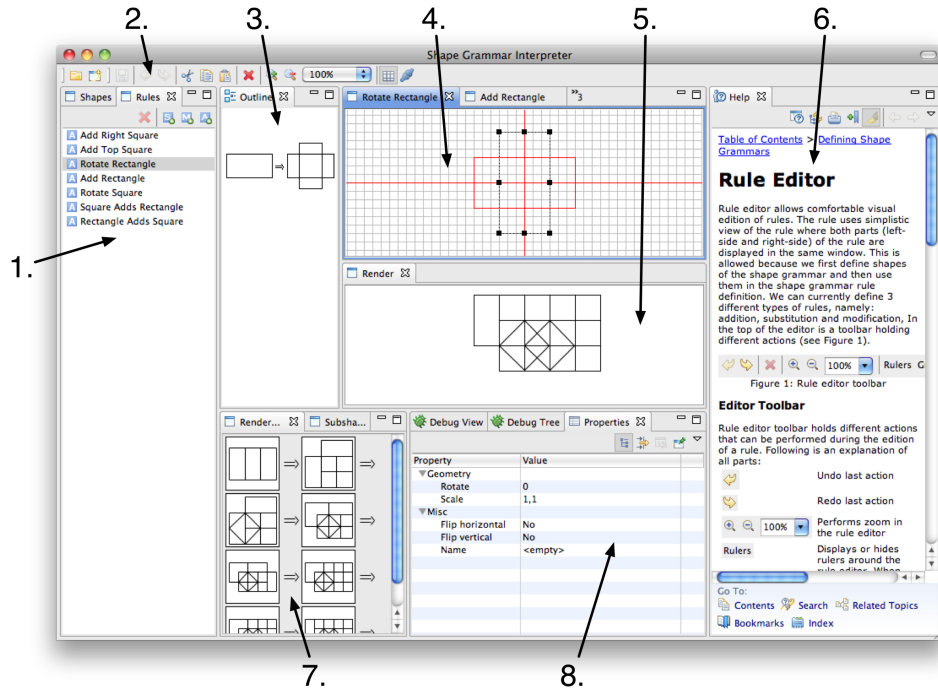 2. 3. 4. 5. 6.
Shape Grammar Interpreter
100%
Shapes Rules
Outline
Rotate Rectangle Add Rectangle »3
Help
Add Right Square
Add Top Square
Rotate Rectangle
Add Rectangle
Rotate Square
Square Adds Rectangle
Rectangle Adds Square
1.
Render
Table of Contents > Defining Shape
Grammars
Rule Editor
Rule editor allows comfortable visual
edition of rules. The rule uses simplistic
view of the rule where both parts (left-
side and right-side) of the rule are
displayed in the same window. This is
allowed because we first define shapes
of the shape grammar and then use
them in the shape grammar rule
definition. We can currently define 3
different types of rules, namely:
addition, substitution and modification, In
the top of the editor is a toolbar holding
different actions (see Figure 1).
100% Rulers G
Figure 1: Rule editor toolbar
Editor Toolbar
Rule editor toolbar holds different actions
that can be performed during the edition
of a rule. Following is an explanation of
all parts:
Undo last action
Redo last action
100% Performs zoom in
the rule editor
Rulers Displays or hides
rulers around the
rule editor. When
Go To:
Contents Search Related Topics
Bookmarks Index
Render... Subsha...
Debug View Debug Tree Properties
Property Value
Geometry
Rotate 0
Scale 1,1
Misc
Flip horizontal No
Flip vertical No
Name <empty>
7. 8.